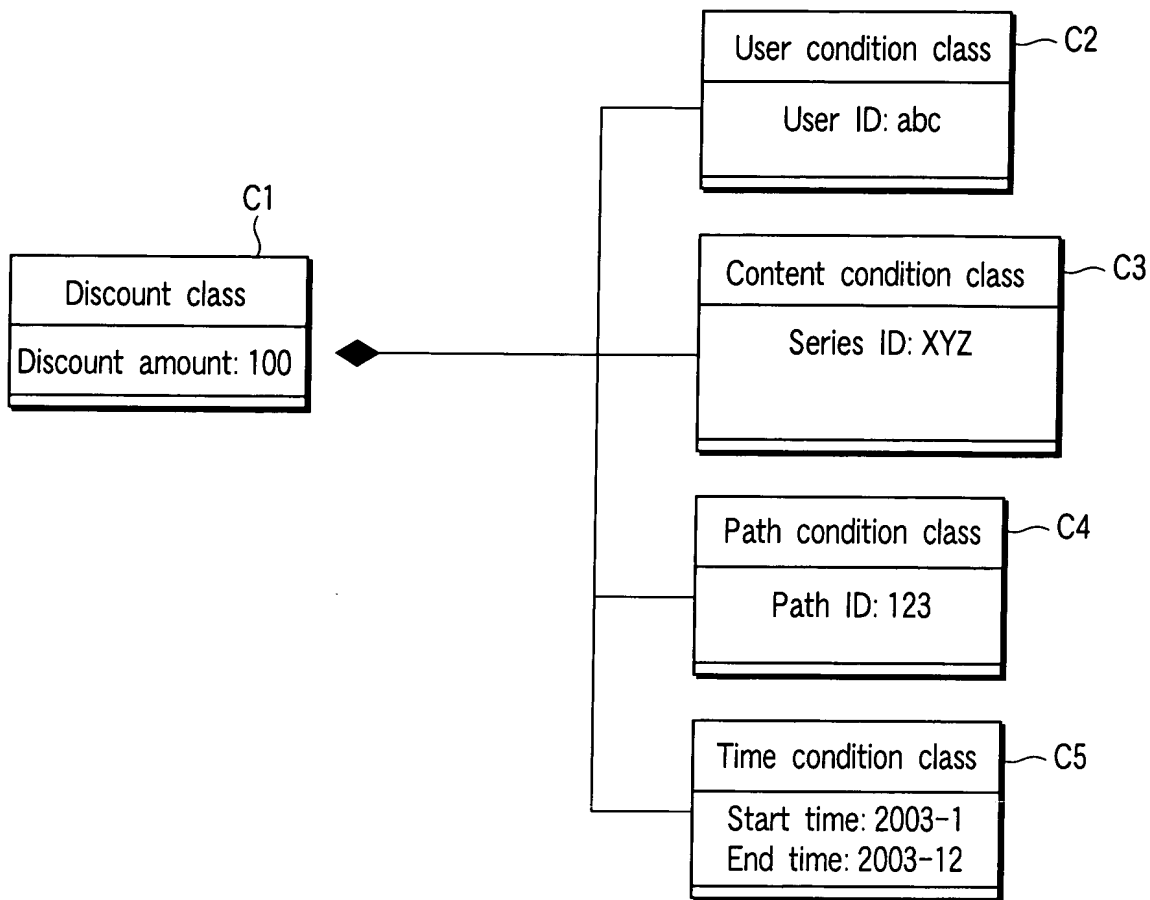 User condition class
C2
User ID: abc
C1
Discount class
Discount amount: 100
Content condition class
C3
Series ID: XYZ
Path condition class
C4
Path ID: 123
Time condition class
C5
Start time: 2003-1
End time: 2003-12